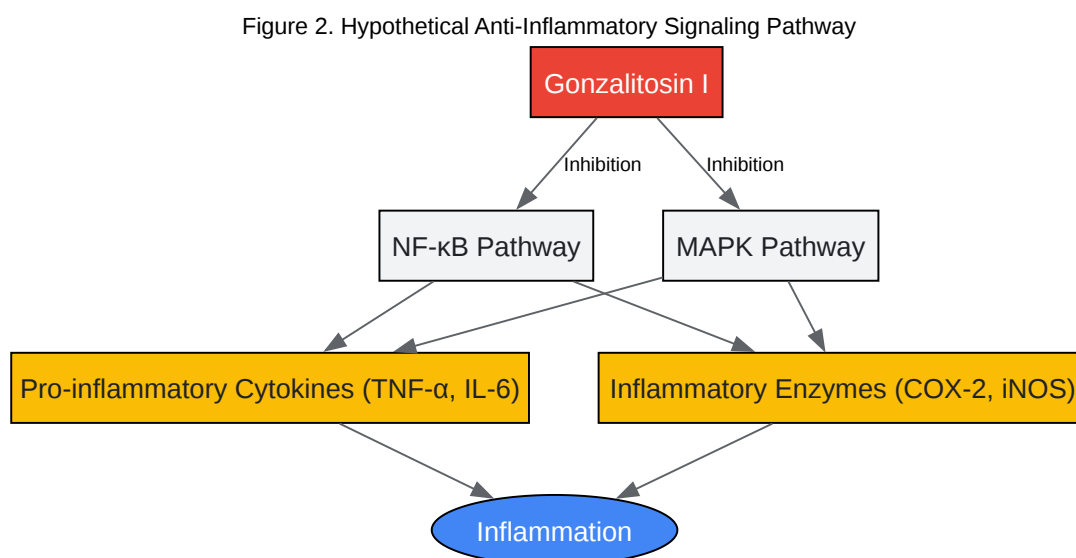 Figure 2. Hypothetical Anti-Inflammatory Signaling Pathway
Gonzalitosin I
Inhibition
Inhibition
NF-κB Pathway
MAPK Pathway
Pro-inflammatory Cytokines (TNF-α, IL-6)
Inflammatory Enzymes (COX-2, iNOS)
Inflammation